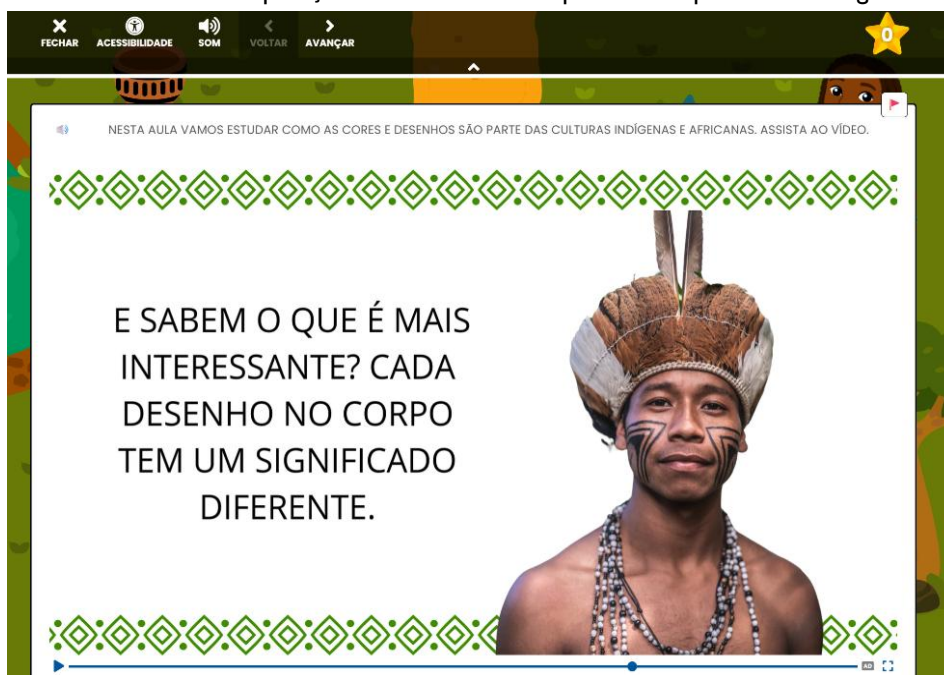 FECHAR ACESSIBILIDADE SOM VOLTAR AVANÇAR
0
NESTA AULA VAMOS ESTUDAR COMO AS CORES E DESENHOS SÃO PARTE DAS CULTURAS INDÍGENAS E AFRICANAS. ASSISTA AO VÍDEO.
E SABEM O QUE É MAIS
INTERESSANTE? CADA
DESENHO NO CORPO
TEM UM SIGNIFICADO
DIFERENTE.
AD